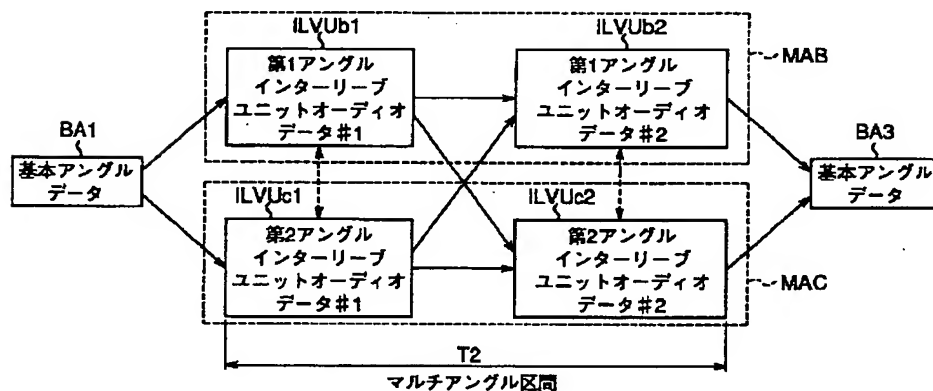 ILVUb1
ILVUb2
第1アングル
インターリーブ
ユニットオーディオ
データ#1
第1アングル
インターリーブ
ユニットオーディオ
データ#2
MAB
BA1
基本アングル
データ
BA3
基本アングル
データ
ILVUc1
ILVUc2
第2アングル
インターリーブ
ユニットオーディオ
データ#1
第2アングル
インターリーブ
ユニットオーディオ
データ#2
MAC
T2
マルチアングル区間